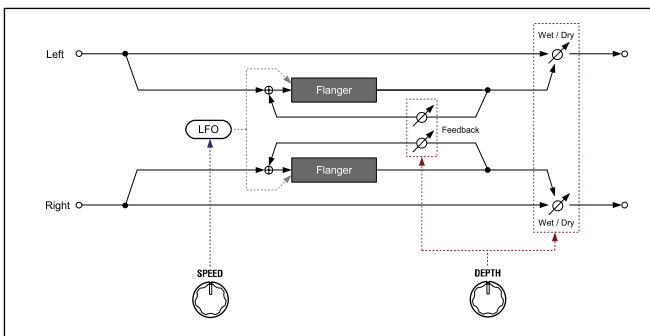 Wet / Dry
Left
Flanger
LFO
Feedback
Flanger
Right
Wet / Dry
SPEED
DEPTH